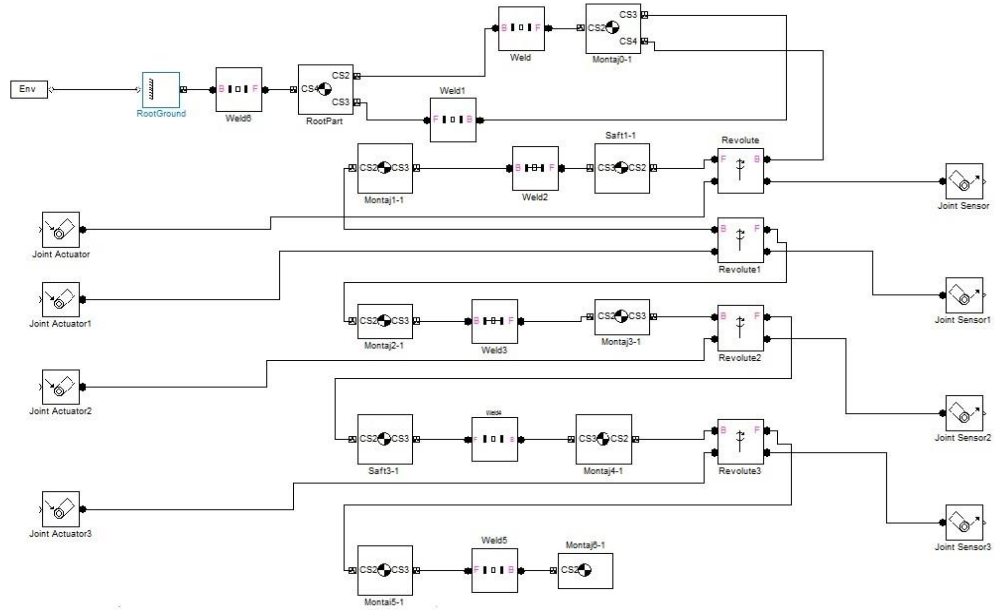 CS3
B F CS2
CS4
Weld
Montaj0-1
Env
CS2
B F CS4
CS3
RootGround
Weld6
RootPart
Weld1
F B
Saft1-1
Revolute
CS2 CS3 B F CS3 CS2 F B
Montaj1-1
Weld2
Joint Sensor
Joint Actuator
B F
Revolute1
Joint Actuator1
Joint Sensor1
CS2 CS3 B F CS2 CS3 B F
Montaj2-1
Weld3
Montaj3-1
Revolute2
Joint Actuator2
Weld4
Joint Sensor2
CS2 CS3 F B CS3 CS2 B F
Saft3-1
Montaj4-1
Revolute3
Joint Actuator3
Joint Sensor3
Weld5
Montaj6-1
CS2 CS3 F B CS2
Montaj5-1